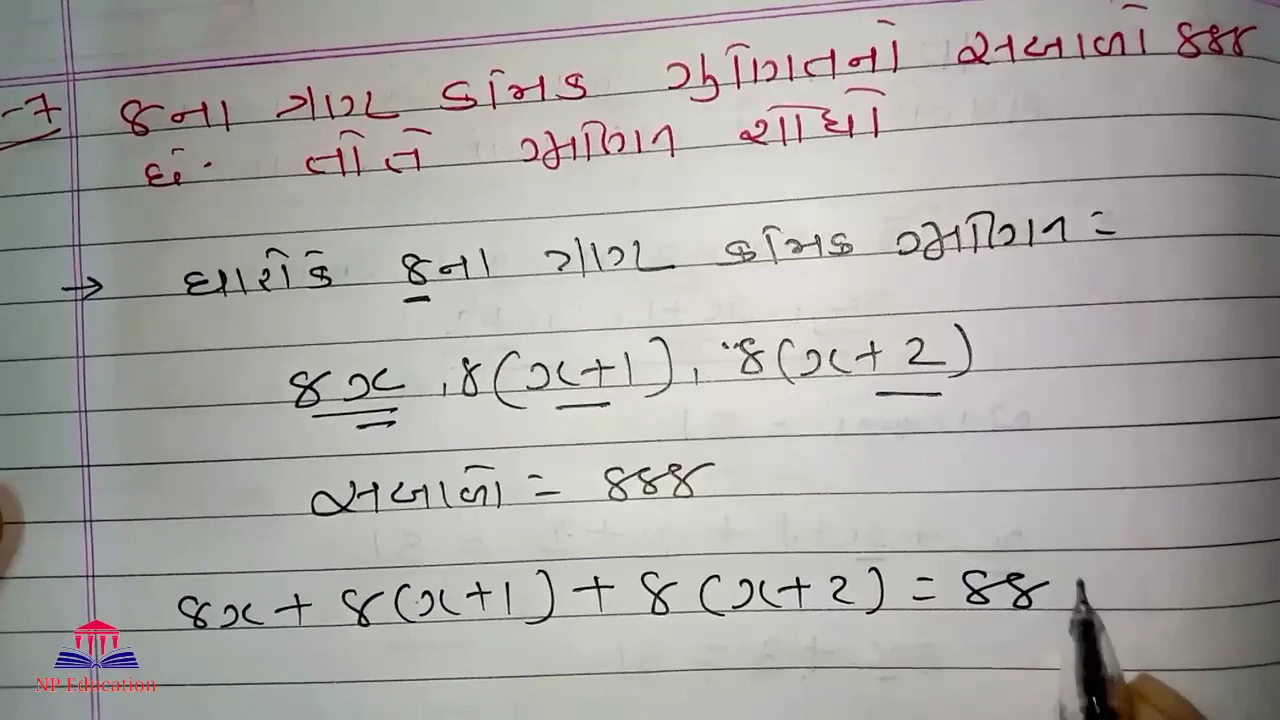 -7 8ના ત્રણ ક્રમિક ગુણિતનો સરવાળો 888
છે. તો તે ગુણિત શોધો
→ ધારોકે 8ના ત્રણ ક્રમિક ગુણિત =
8x , 8(x+1), 8(x+2)
સરવાળો = 888
8x + 8(x+1) + 8(x+2) = 88
NP Education